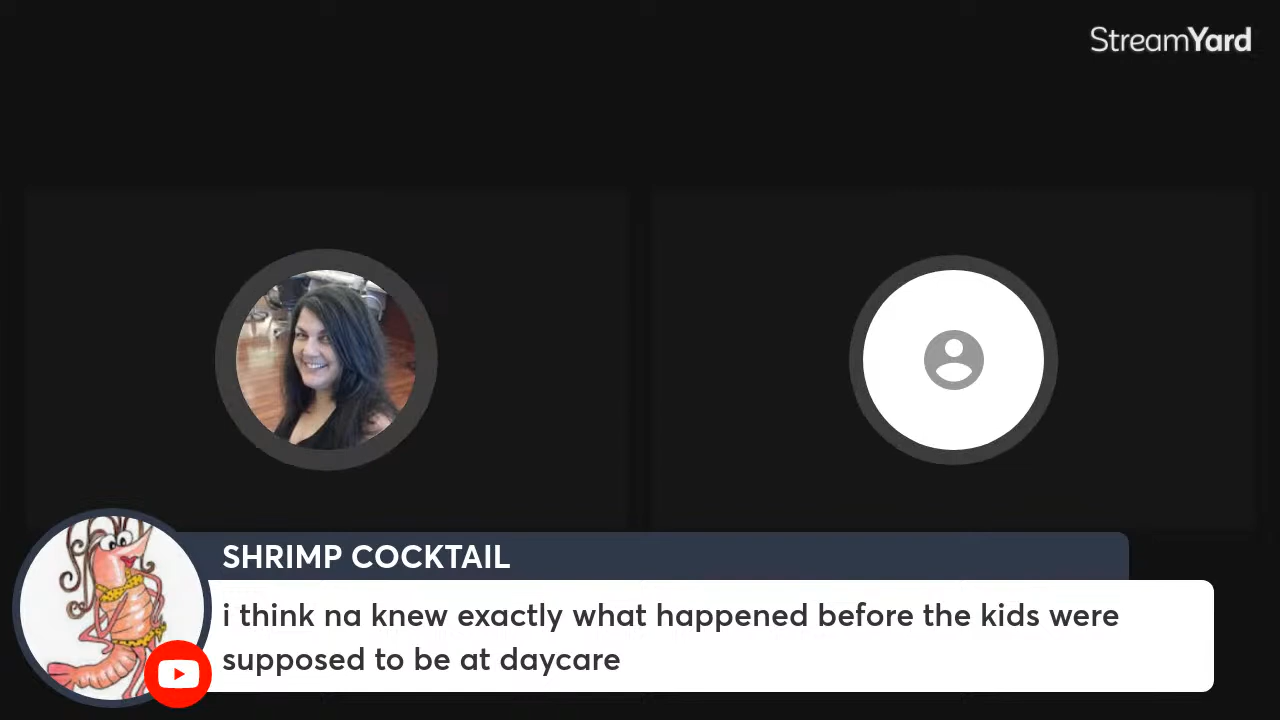 StreamYard
SHRIMP COCKTAIL
i think na knew exactly what happened before the kids were
supposed to be at daycare